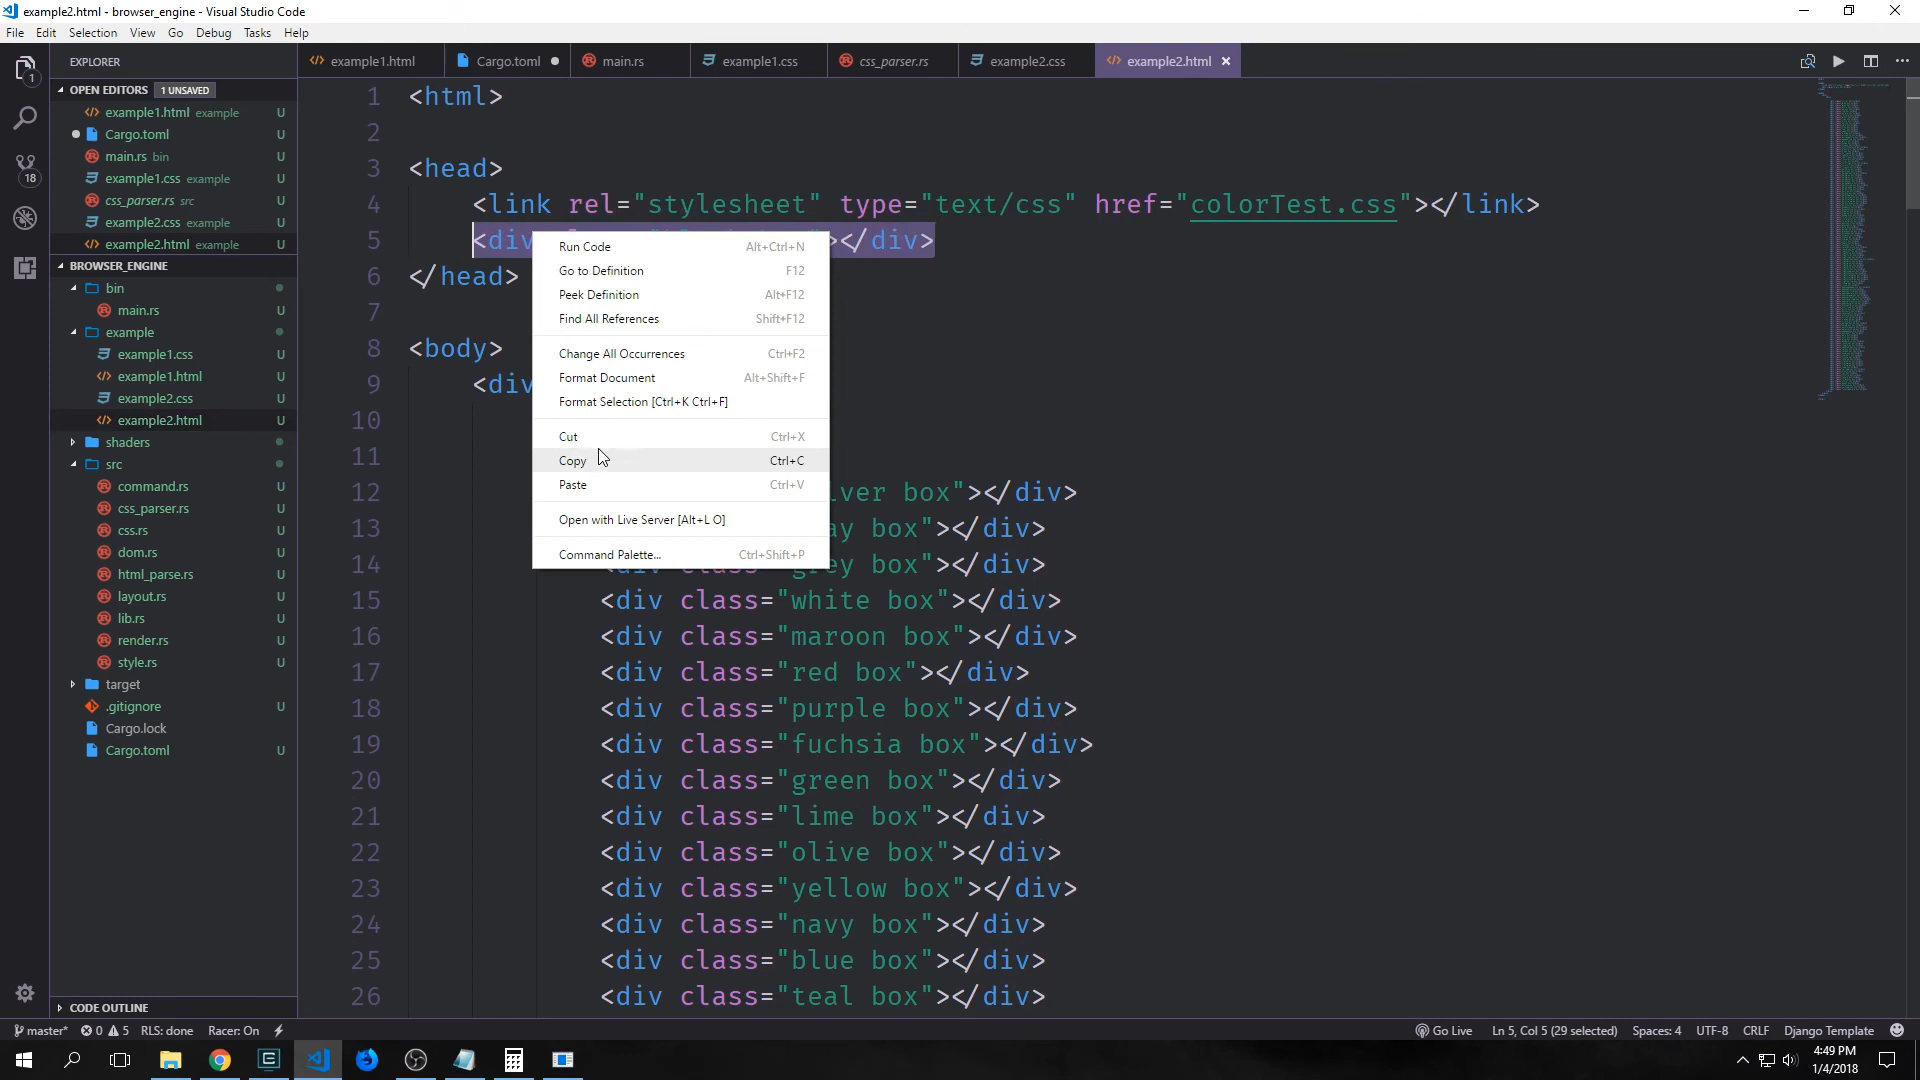 example2.html - browser_engine - Visual Studio Code
File Edit Selection View Go Debug Tasks Help
EXPLORER
example1.html Cargo.toml main.rs example1.css css_parser.rs example2.css example2.html
OPEN EDITORS 1 UNSAVED
example1.html example U
Cargo.toml U
main.rs bin U
example1.css example U
css_parser.rs src U
example2.css example U
example2.html example U
BROWSER_ENGINE
bin
main.rs U
example
example1.css U
example1.html U
example2.css U
example2.html U
shaders
src
command.rs U
css_parser.rs U
css.rs U
dom.rs U
html_parse.rs U
layout.rs U
lib.rs U
render.rs U
style.rs U
target
.gitignore U
Cargo.lock
Cargo.toml U
CODE OUTLINE
1
18
1 <html>
2
3 <head>
4 <link rel="stylesheet" type="text/css" href="colorTest.css"></link>
5 <div ></div>
6 </head>
7
8 <body>
9 <div
10
11
12 lver box"></div>
13 ay box"></div>
14 <div class="grey box"></div>
15 <div class="white box"></div>
16 <div class="maroon box"></div>
17 <div class="red box"></div>
18 <div class="purple box"></div>
19 <div class="fuchsia box"></div>
20 <div class="green box"></div>
21 <div class="lime box"></div>
22 <div class="olive box"></div>
23 <div class="yellow box"></div>
24 <div class="navy box"></div>
25 <div class="blue box"></div>
26 <div class="teal box"></div>
Run Code Alt+Ctrl+N
Go to Definition F12
Peek Definition Alt+F12
Find All References Shift+F12
Change All Occurrences Ctrl+F2
Format Document Alt+Shift+F
Format Selection [Ctrl+K Ctrl+F]
Cut Ctrl+X
Copy Ctrl+C
Paste Ctrl+V
Open with Live Server [Alt+L O]
Command Palette... Ctrl+Shift+P
master* 0 5 RLS: done Racer: On Go Live Ln 5, Col 5 (29 selected) Spaces: 4 UTF-8 CRLF Django Template
4:49 PM
1/4/2018